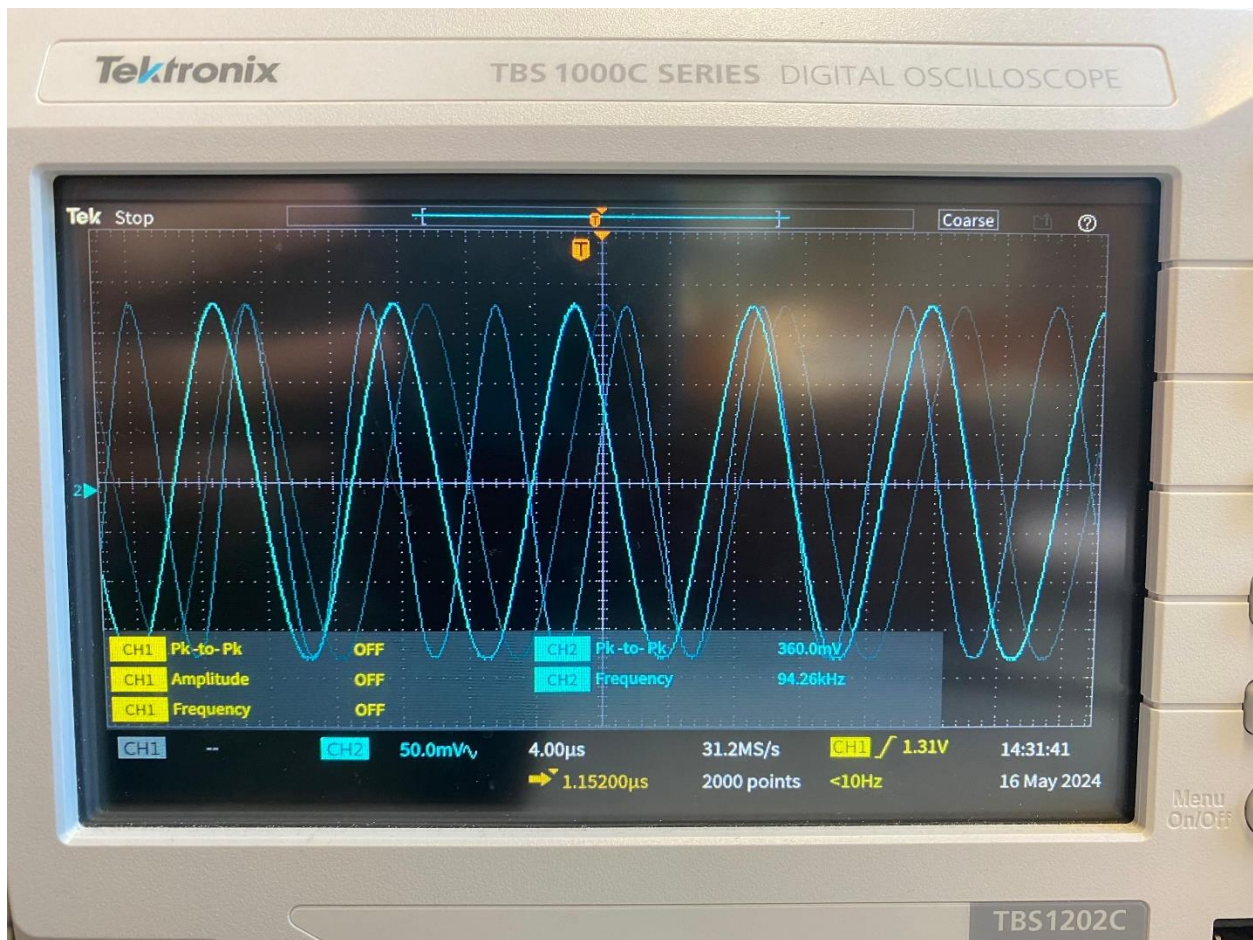 Tektronix TBS 1000C SERIES DIGITAL OSCILLOSCOPE
Tek Stop T Coarse ?
T
2
CH1 Pk-to-Pk OFF CH2 Pk-to-Pk 360.0mV
CH1 Amplitude OFF CH2 Frequency 94.26kHz
CH1 Frequency OFF
CH1 -- CH2 50.0mV 4.00µs 31.2MS/s CH1 1.31V 14:31:41
1.15200µs 2000 points <10Hz 16 May 2024
Menu
On/Off
TBS1202C